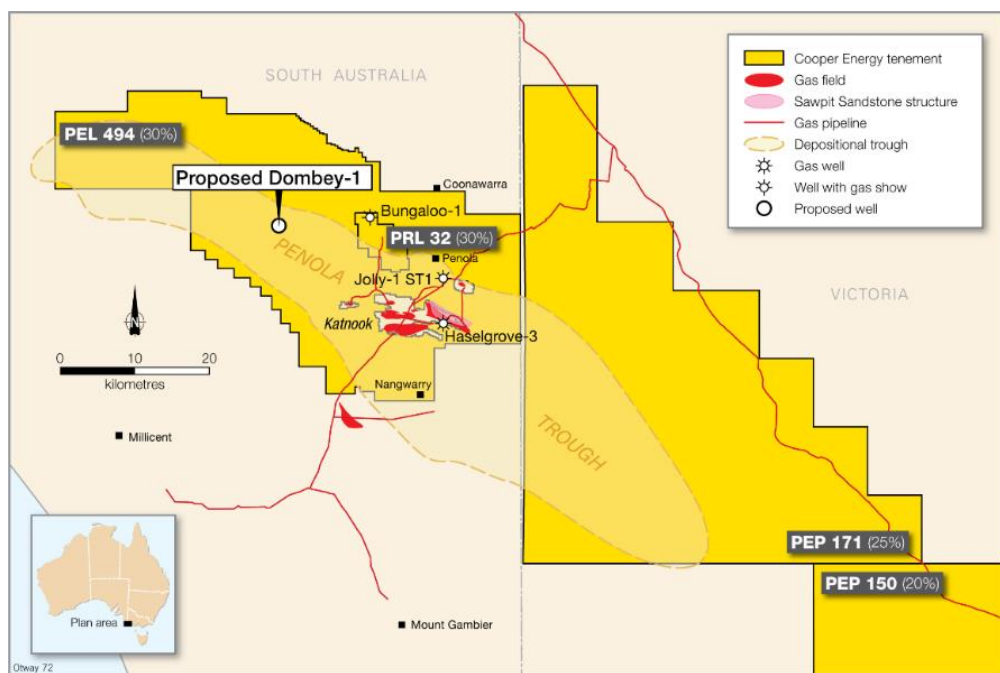 SOUTH AUSTRALIA
PEL 494 (30%)
Proposed Dombey-1
Coonawarra
Bungaloo-1
PRL 32 (30%)
PENOLA
Penola
Jolly-1 ST1
Katnook
Haselgrove-3
N
0 10 20
kilometres
Nangwarry
Millicent
TROUGH
VICTORIA
PEP 171 (25%)
PEP 150 (20%)
Mount Gambier
Plan area
Otway 72
Cooper Energy tenement
Gas field
Sawpit Sandstone structure
Gas pipeline
Depositional trough
Gas well
Well with gas show
Proposed well